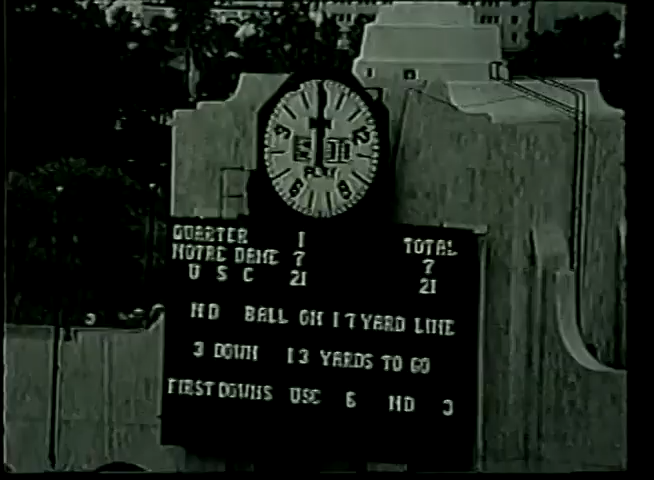 QUARTER 1 TOTAL
NOTRE DAME 7 7
U S C 21 21
ND BALL ON 17 YARD LINE
3 DOWN 13 YARDS TO GO
FIRST DOWNS USC 6 ND 3